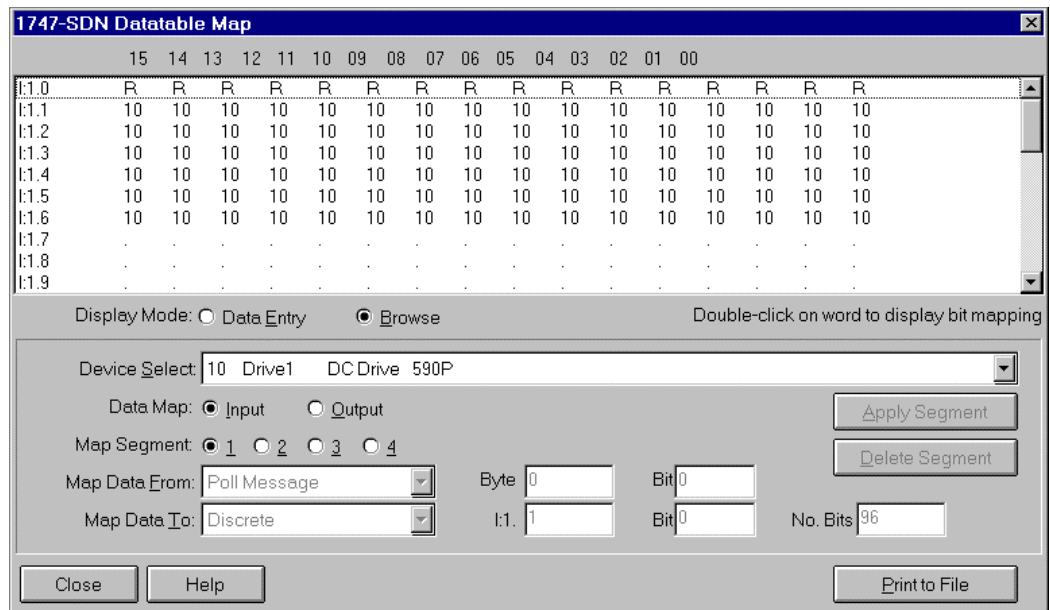 1747-SDN Datatable Map
15 14 13 12 11 10 09 08 07 06 05 04 03 02 01 00
I:1.0 R R R R R R R R R R R R R R R R
I:1.1 10 10 10 10 10 10 10 10 10 10 10 10 10 10 10 10
I:1.2 10 10 10 10 10 10 10 10 10 10 10 10 10 10 10 10
I:1.3 10 10 10 10 10 10 10 10 10 10 10 10 10 10 10 10
I:1.4 10 10 10 10 10 10 10 10 10 10 10 10 10 10 10 10
I:1.5 10 10 10 10 10 10 10 10 10 10 10 10 10 10 10 10
I:1.6 10 10 10 10 10 10 10 10 10 10 10 10 10 10 10 10
I:1.7 . . . . . . . . . . . . . . . .
I:1.8 . . . . . . . . . . . . . . . .
I:1.9 . . . . . . . . . . . . . . . .
Display Mode: Data Entry Browse Double-click on word to display bit mapping
Device Select: 10 Drive1 DC Drive 590P
Data Map: Input Output Apply Segment
Map Segment: 1 2 3 4 Delete Segment
Map Data From: Poll Message Byte 0 Bit 0
Map Data To: Discrete I:1. 1 Bit 0 No. Bits 96
Close Help Print to File